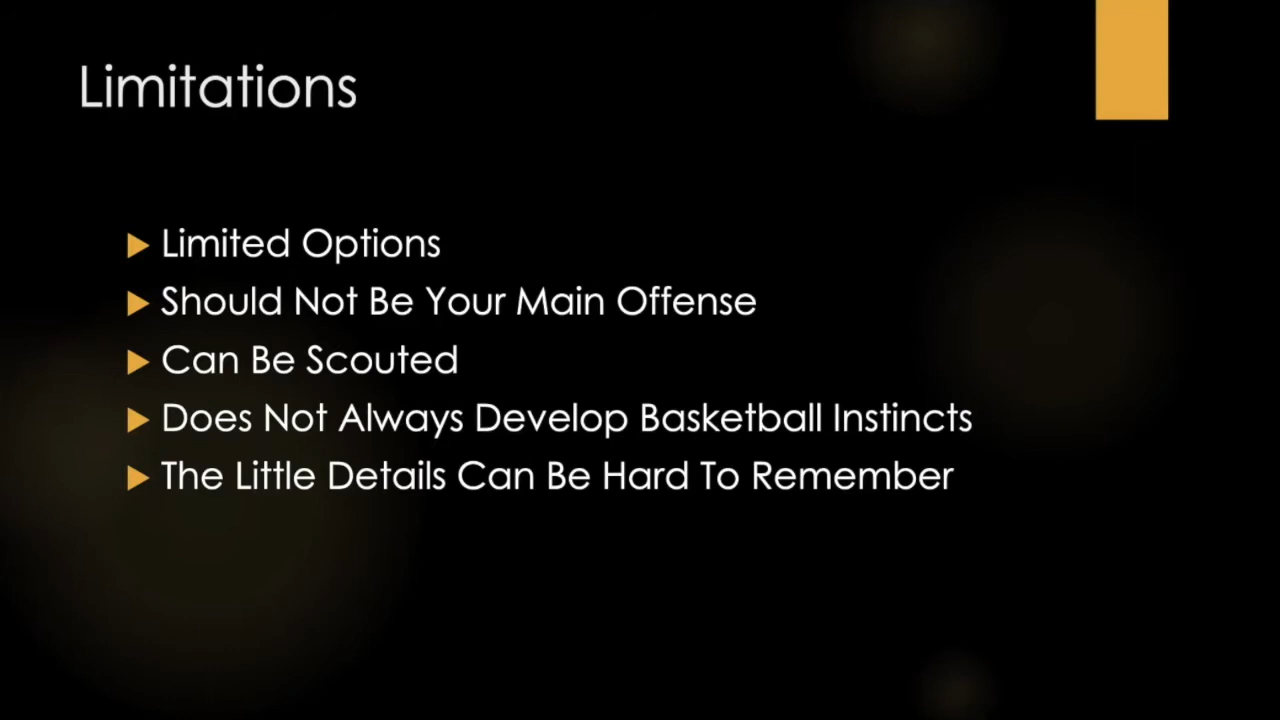 Limitations
Limited Options
Should Not Be Your Main Offense
Can Be Scouted
Does Not Always Develop Basketball Instincts
The Little Details Can Be Hard To Remember